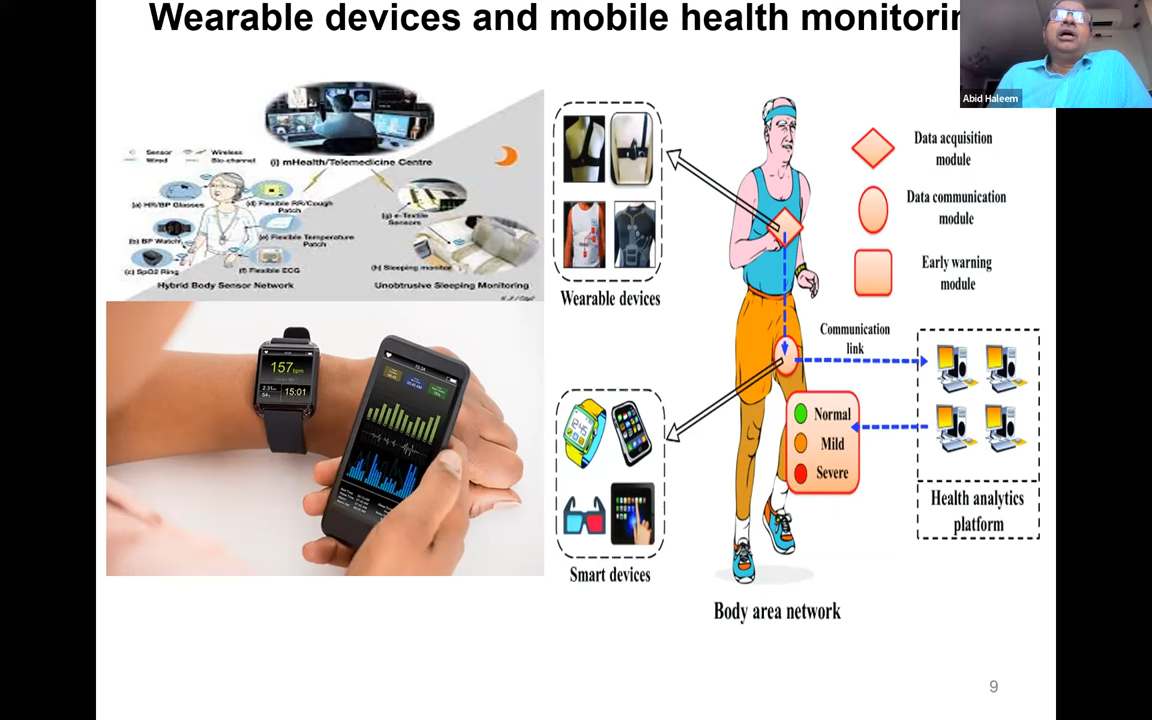 Wearable devices and mobile health monitorin
Abid Haleem
Sensor
Wireless
Wired
Bio-channel
(i) mHealth/Telemedicine Centre
(a) HR/BP Glasses
(d) Flexible RR/Cough
Patch
(b) BP Watch
(e) Flexible Temperature
Patch
(c) SpO2 Ring
(f) Flexible ECG
(g) e-Textile
Sensors
(h) Sleeping monitor
Hybrid Body Sensor Network
Unobtrusive Sleeping Monitoring
157 bpm
15:01
Wearable devices
Smart devices
Data acquisition
module
Data communication
module
Early warning
module
Communication
link
Normal
Mild
Severe
Health analytics
platform
Body area network
9